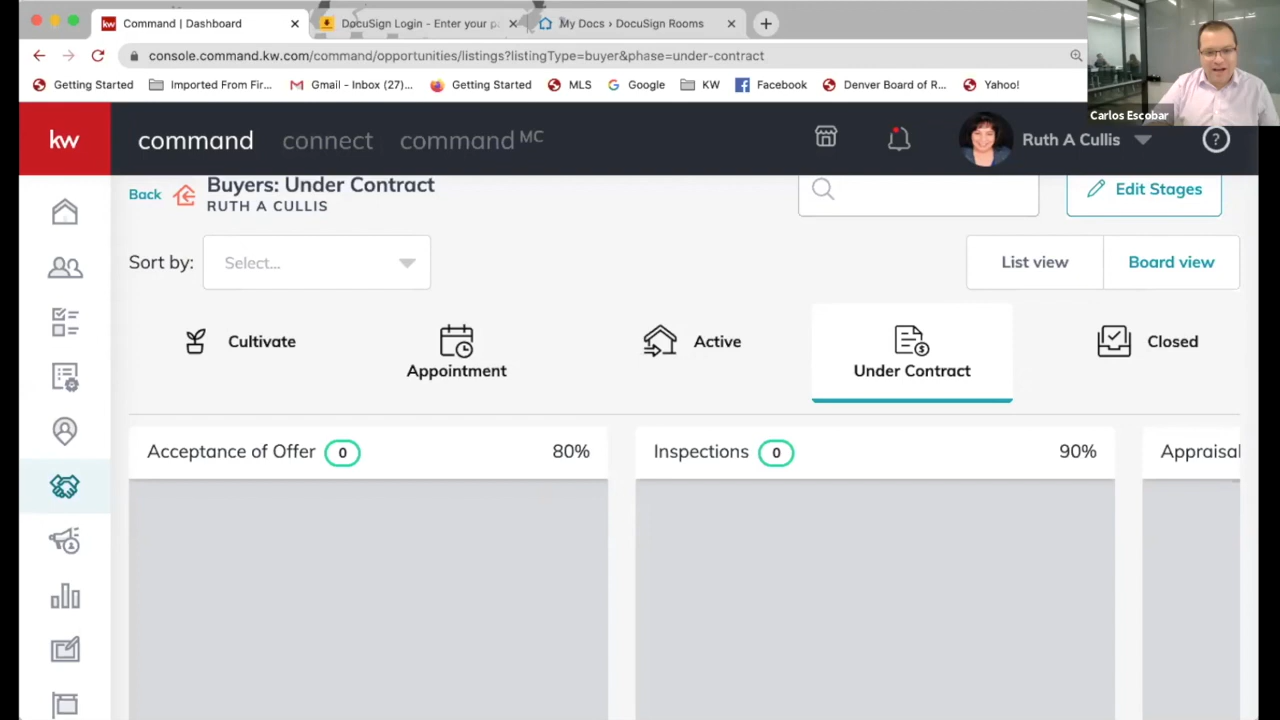 Command | Dashboard
DocuSign Login - Enter your p
My Docs › DocuSign Rooms
console.command.kw.com/command/opportunities/listings?listingType=buyer&phase=under-contract
Getting Started
Imported From Fir...
Gmail - Inbox (27)...
Getting Started
MLS
Google
KW
Facebook
Denver Board of R...
Yahoo!
Carlos Escobar
kw
command
connect
command MC
Ruth A Cullis
?
Back
Buyers: Under Contract
RUTH A CULLIS
Edit Stages
Sort by:
Select...
List view
Board view
Cultivate
Appointment
Active
Under Contract
Closed
Acceptance of Offer
0
80%
Inspections
0
90%
Appraisal